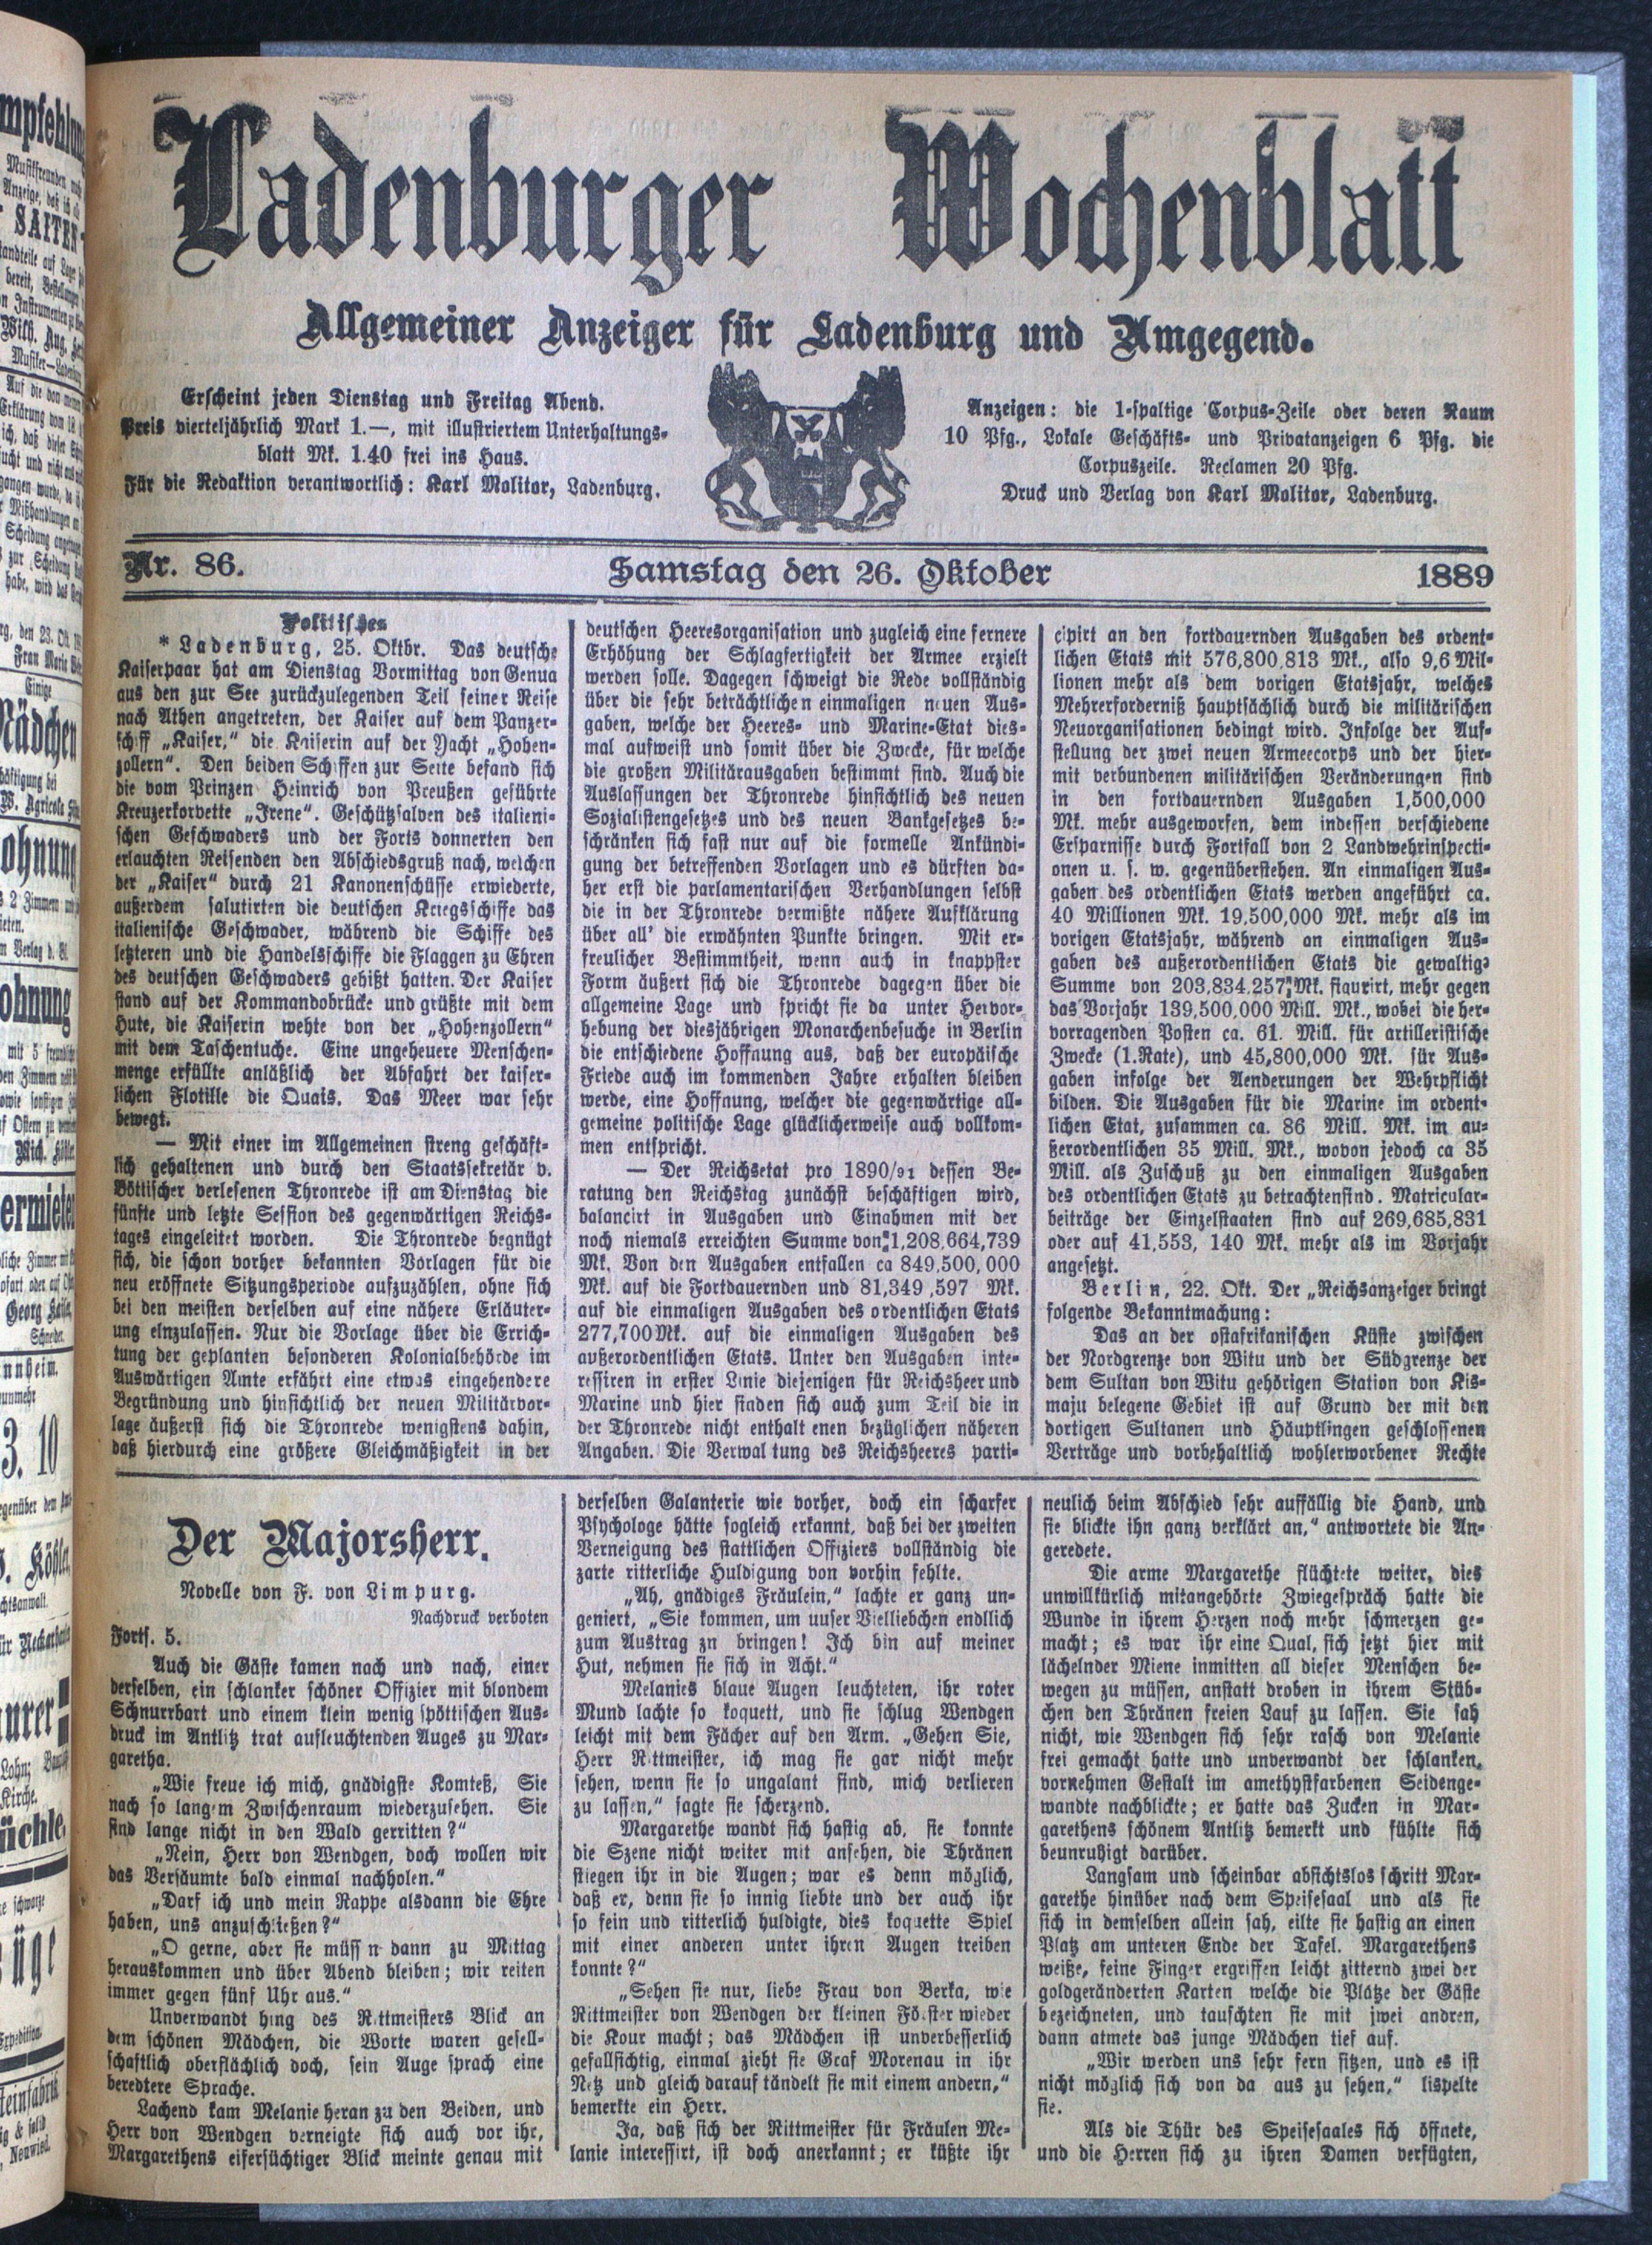 Ladenburger Wochenblatt
Allgemeiner Anzeiger für Ladenburg und Umgegend.
Erscheint jeden Dienstag und Freitag Abend.
Preis vierteljährlich Mark 1.—, mit illustriertem Unterhaltungs-
blatt Mk. 1.40 frei ins Haus.
Für die Redaktion verantwortlich: Karl Molitor, Ladenburg.
Anzeigen: die 1-spaltige Corpus-Zeile oder deren Raum
10 Pfg., Lokale Geschäfts- und Privatanzeigen 6 Pfg. die
Corpuszeile. Reclamen 20 Pfg.
Druck und Verlag von Karl Molitor, Ladenburg.
Nr. 86. Samstag den 26. Oktober 1889
Politisches
* Ladenburg, 25. Oktbr. Das deutsche
Kaiserpaar hat am Dienstag Vormittag von Genua
aus den zur See zurückzulegenden Teil seiner Reise
nach Athen angetreten, der Kaiser auf dem Panzer-
schiff „Kaiser,“ die Kaiserin auf der Yacht „Hohen-
zollern“. Den beiden Schiffen zur Seite befand sich
die vom Prinzen Heinrich von Preußen geführte
Kreuzerkorvette „Irene“. Geschützsalven des italieni-
schen Geschwaders und der Forts donnerten den
erlauchten Reisenden den Abschiedsgruß nach, welchen
der „Kaiser“ durch 21 Kanonenschüsse erwiederte,
außerdem salutirten die deutschen Kriegsschiffe das
italienische Geschwader, während die Schiffe des
letzteren und die Handelsschiffe die Flaggen zu Ehren
des deutschen Geschwaders gehißt hatten. Der Kaiser
stand auf der Kommandobrücke und grüßte mit dem
Hute, die Kaiserin wehte von der „Hohenzollern“
mit dem Taschentuche. Eine ungeheuere Menschen-
menge erfüllte anläßlich der Abfahrt der kaiser-
lichen Flotille die Quais. Das Meer war sehr
bewegt.
— Mit einer im Allgemeinen streng geschäft-
lich gehaltenen und durch den Staatssekretär v.
Böttischer verlesenen Thronrede ist am Dienstag die
fünfte und letzte Session des gegenwärtigen Reichs-
tages eingeleitet worden. Die Thronrede begnügt
sich, die schon vorher bekannten Vorlagen für die
neu eröffnete Sitzungsperiode aufzuzählen, ohne sich
bei den meisten derselben auf eine nähere Erläuter-
ung elnzulassen. Nur die Vorlage über die Errich-
tung der geplanten besonderen Kolonialbehörde im
Auswärtigen Amte erfährt eine etwas eingehendere
Begründung und hinsichtlich der neuen Militärvor-
lage äußerst sich die Thronrede wenigstens dahin,
daß hierdurch eine größere Gleichmäßigkeit in der
deutschen Heeresorganisation und zugleich eine fernere
Erhöhung der Schlagfertigkeit der Armee erzielt
werden solle. Dagegen schweigt die Rede vollständig
über die sehr beträchtlichen einmaligen neuen Aus-
gaben, welche der Heeres- und Marine-Etat dies-
mal aufweist und somit über die Zwecke, für welche
die großen Militärausgaben bestimmt sind. Auch die
Auslassungen der Thronrede hinsichtlich des neuen
Sozialistengesetzes und des neuen Bankgesetzes be-
schränken sich fast nur auf die formelle Ankündi-
gung der betreffenden Vorlagen und es dürften da-
her erst die parlamentarischen Verhandlungen selbst
die in der Thronrede vermißte nähere Aufklärung
über all’ die erwähnten Punkte bringen. Mit er-
freulicher Bestimmtheit, wenn auch in knappster
Form äußert sich die Thronrede dagegen über die
allgemeine Lage und spricht sie da unter Hervor-
hebung der diesjährigen Monarchenbesuche in Berlin
die entschiedene Hoffnung aus, daß der europäische
Friede auch im kommenden Jahre erhalten bleiben
werde, eine Hoffnung, welcher die gegenwärtige all-
gemeine politische Lage glücklicherweise auch vollkom-
men entspricht.
— Der Reichsetat pro 1890/91 dessen Be-
ratung den Reichstag zunächst beschäftigen wird,
balancirt in Ausgaben und Einahmen mit der
noch niemals erreichten Summe von 1,208,664,739
Mk. Von den Ausgaben entfallen ca 849,500,000
Mk. auf die Fortdauernden und 81,349,597 Mk.
auf die einmaligen Ausgaben des ordentlichen Etats
277,700 Mk. auf die einmaligen Ausgaben des
außerordentlichen Etats. Unter den Ausgaben inte-
ressiren in erster Linie diejenigen für Reichsheer und
Marine und hier finden sich auch zum Teil die in
der Thronrede nicht enthalt enen bezüglichen näheren
Angaben. Die Verwal tung des Reichsheeres parti-
cipirt an den fortdauernden Ausgaben des ordent-
lichen Etats mit 576,800,813 Mk., also 9,6 Mil-
lionen mehr als dem vorigen Etatsjahr, welches
Mehrerforderniß hauptsächlich durch die militärischen
Neuorganisationen bedingt wird. Infolge der Auf-
stellung der zwei neuen Armeecorps und der hier-
mit verbundenen militärischen Veränderungen sind
in den fortdauernden Ausgaben 1,500,000
Mk. mehr ausgeworfen, dem indessen verschiedene
Ersparnisse durch Fortfall von 2 Landwehrinspecti-
onen u. s. w. gegenüberstehen. An einmaligen Aus-
gaben des ordentlichen Etats werden angeführt ca.
40 Millionen Mk. 19,500,000 Mk. mehr als im
vorigen Etatsjahr, während an einmaligen Aus-
gaben des außerordentlichen Etats die gewaltige
Summe von 203,834,257 Mk. figurirt, mehr gegen
das Vorjahr 139,500,000 Mill. Mk., wobei die her-
vorragenden Posten ca. 61. Mill. für artilleristische
Zwecke (1.Rate), und 45,800,000 Mk. für Aus-
gaben infolge der Aenderungen der Wehrpflicht
bilden. Die Ausgaben für die Marine im ordent-
lichen Etat, zusammen ca. 86 Mill. Mk. im au-
ßerordentlichen 35 Mill. Mk., wovon jedoch ca 35
Mill. als Zuschuß zu den einmaligen Ausgaben
des ordentlichen Etats zu betrachtensind. Matricular-
beiträge der Einzelstaaten sind auf 269,685,831
oder auf 41,553, 140 Mk. mehr als im Vorjahr
angesetzt.
Berlin, 22. Okt. Der „Reichsanzeiger bringt
folgende Bekanntmachung:
Das an der ostafrikanischen Küste zwischen
der Nordgrenze von Witu und der Südgrenze der
dem Sultan von Witu gehörigen Station von Kis-
maju belegene Gebiet ist auf Grund der mit den
dortigen Sultanen und Häuptlingen geschlossenen
Verträge und vorbehaltlich wohlerworbener Rechte
Der Majorsherr.
Novelle von F. von Limpurg.
Nachdruck verboten
Forts. 5.
Auch die Gäste kamen nach und nach, einer
derselben, ein schlanker schöner Offizier mit blondem
Schnurrbart und einem klein wenig spöttischen Aus-
druck im Antlitz trat aufleuchtenden Auges zu Mar-
garetha.
„Wie freue ich mich, gnädigste Komteß, Sie
nach so langem Zwischenraum wiederzusehen. Sie
sind lange nicht in den Wald gerritten?“
„Nein, Herr von Wendgen, doch wollen wir
das Versäumte bald einmal nachholen.“
„Darf ich und mein Rappe alsdann die Ehre
haben, uns anzuschließen?“
„O gerne, aber sie müss n dann zu Mittag
herauskommen und über Abend bleiben; wir reiten
immer gegen fünf Uhr aus.“
Unverwandt hing des Rittmeisters Blick an
dem schönen Mädchen, die Worte waren gesell-
schaftlich oberflächlich doch, sein Auge sprach eine
beredtere Sprache.
Lachend kam Melanie heran zu den Beiden, und
Herr von Wendgen verneigte sich auch vor ihr,
Margarethens eifersüchtiger Blick meinte genau mit
derselben Galanterie wie vorher, doch ein scharfer
Psychologe hätte sogleich erkannt, daß bei der zweiten
Verneigung des stattlichen Offiziers vollständig die
zarte ritterliche Huldigung von vorhin fehlte.
„Ah, gnädiges Fräulein,“ lachte er ganz un-
geniert, „Sie kommen, um uuser Vielliebchen endllich
zum Austrag zn bringen! Ich bin auf meiner
Hut, nehmen sie sich in Acht.“
Melanies blaue Augen leuchteten, ihr roter
Mund lachte so koquett, und sie schlug Wendgen
leicht mit dem Fächer auf den Arm. „Gehen Sie,
Herr Rittmeister, ich mag sie gar nicht mehr
sehen, wenn sie so ungalant sind, mich verlieren
zu lassen,“ sagte sie scherzend.
Margarethe wandt sich hastig ab, sie konnte
die Szene nicht weiter mit ansehen, die Thränen
stiegen ihr in die Augen; war es denn möglich,
daß er, denn sie so innig liebte und der auch ihr
so fein und ritterlich huldigte, dies koquette Spiel
mit einer anderen unter ihren Augen treiben
konnte?“
„Sehen sie nur, liebe Frau von Berka, wie
Rittmeister von Wendgen der kleinen Förster wieder
die Kour macht; das Mädchen ist unverbesserlich
gefallsichtig, einmal zieht sie Graf Morenau in ihr
Netz und gleich darauf tändelt sie mit einem andern,“
bemerkte ein Herr.
Ja, daß sich der Rittmeister für Fräulen Me-
lanie interessirt, ist doch anerkannt; er küßte ihr
neulich beim Abschied sehr auffällig die Hand, und
sie blickte ihn ganz verklärt an,“ antwortete die An-
geredete.
Die arme Margarethe flüchtete weiter, dies
unwillkürlich mitangehörte Zwiegespräch hatte die
Wunde in ihrem Herzen noch mehr schmerzen ge-
macht; es war ihr eine Qual, sich jetzt hier mit
lächelnder Miene inmitten all dieser Menschen be-
wegen zu müssen, anstatt droben in ihrem Stüb-
chen den Thränen freien Lauf zu lassen. Sie sah
nicht, wie Wendgen sich sehr rasch von Melanie
frei gemacht hatte und unverwandt der schlanken,
vornehmen Gestalt im amethystfarbenen Seidenge-
wandte nachblickte; er hatte das Zucken in Mar-
garethens schönem Antlitz bemerkt und fühlte sich
beunruhigt darüber.
Langsam und scheinbar absichtslos schritt Mar-
garethe hinüber nach dem Speisesaal und als sie
sich in demselben allein sah, eilte sie hastig an einen
Platz am unteren Ende der Tafel. Margarethens
weiße, feine Finger ergriffen leicht zitternd zwei der
goldgeränderten Karten welche die Plätze der Gäste
bezeichneten, und tauschten sie mit jwei andren,
dann atmete das junge Mädchen tief auf.
„Wir werden uns sehr fern sitzen, und es ist
nicht möglich sich von da aus zu sehen,“ lispelte
sie.
Als die Thür des Speisesaales sich öffnete,
und die Herren sich zu ihren Damen verfügten,